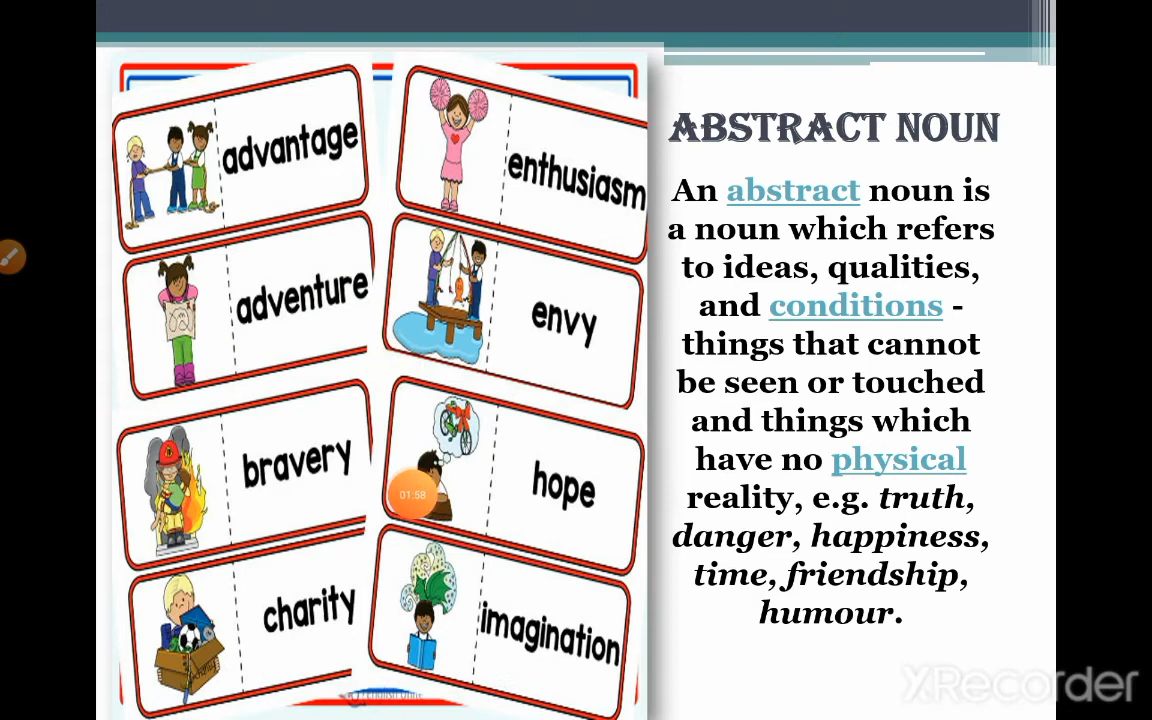 advantage
adventure
bravery
charity
enthusiasm
envy
hope
01:58
imagination
ABSTRACT NOUN
An abstract noun is
a noun which refers
to ideas, qualities,
and conditions -
things that cannot
be seen or touched
and things which
have no physical
reality, e.g. truth,
danger, happiness,
time, friendship,
humour.
XRecorder